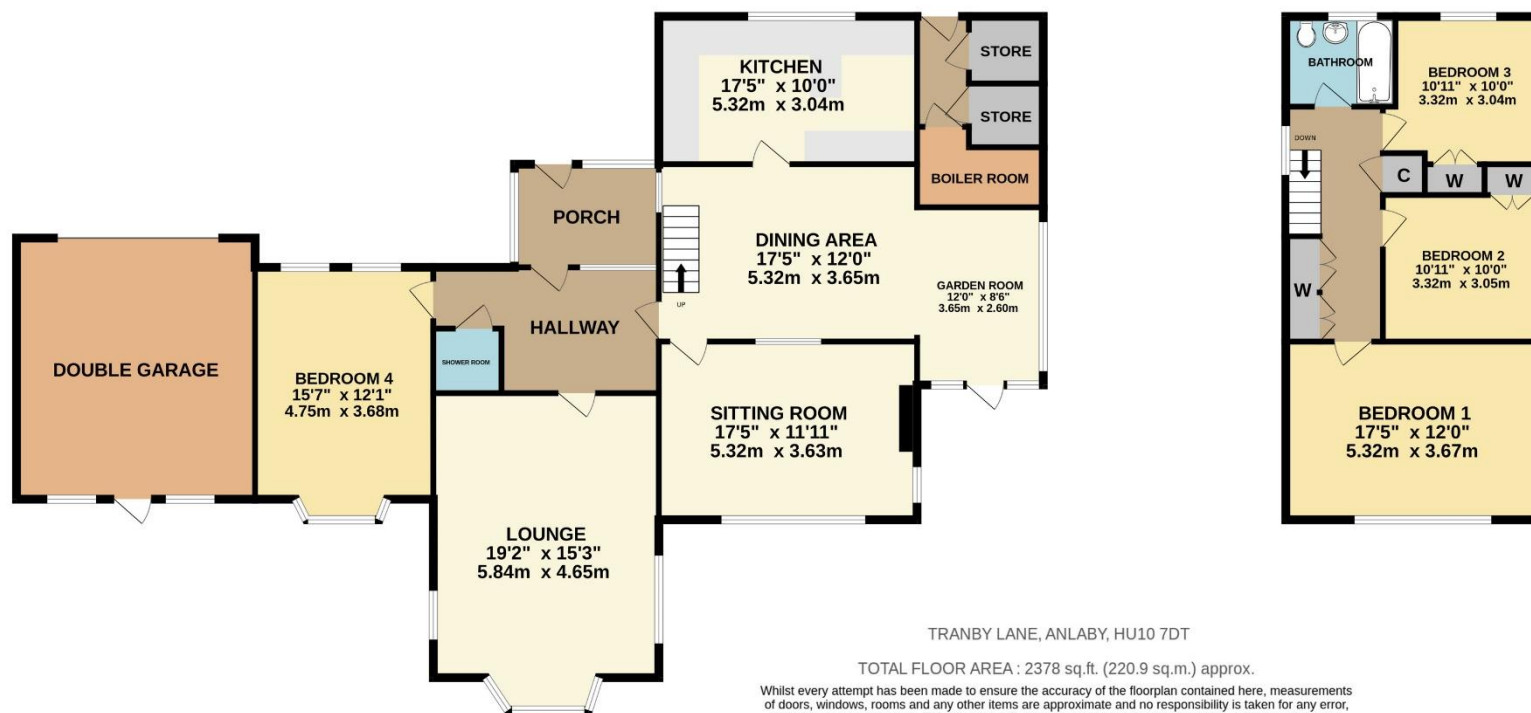 KITCHEN
17'5" x 10'0"
5.32m x 3.04m
STORE
STORE
BOILER ROOM
PORCH
DINING AREA
17'5" x 12'0"
5.32m x 3.65m
UP
GARDEN ROOM
12'0" x 8'6"
3.65m x 2.60m
HALLWAY
SHOWER ROOM
DOUBLE GARAGE
BEDROOM 4
15'7" x 12'1"
4.75m x 3.68m
SITTING ROOM
17'5" x 11'11"
5.32m x 3.63m
LOUNGE
19'2" x 15'3"
5.84m x 4.65m
BATHROOM
BEDROOM 3
10'11" x 10'0"
3.32m x 3.04m
DOWN
C
W
W
BEDROOM 2
10'11" x 10'0"
3.32m x 3.05m
W
BEDROOM 1
17'5" x 12'0"
5.32m x 3.67m
TRANBY LANE, ANLABY, HU10 7DT
TOTAL FLOOR AREA : 2378 sq.ft. (220.9 sq.m.) approx.
Whilst every attempt has been made to ensure the accuracy of the floorplan contained here, measurements
of doors, windows, rooms and any other items are approximate and no responsibility is taken for any error,